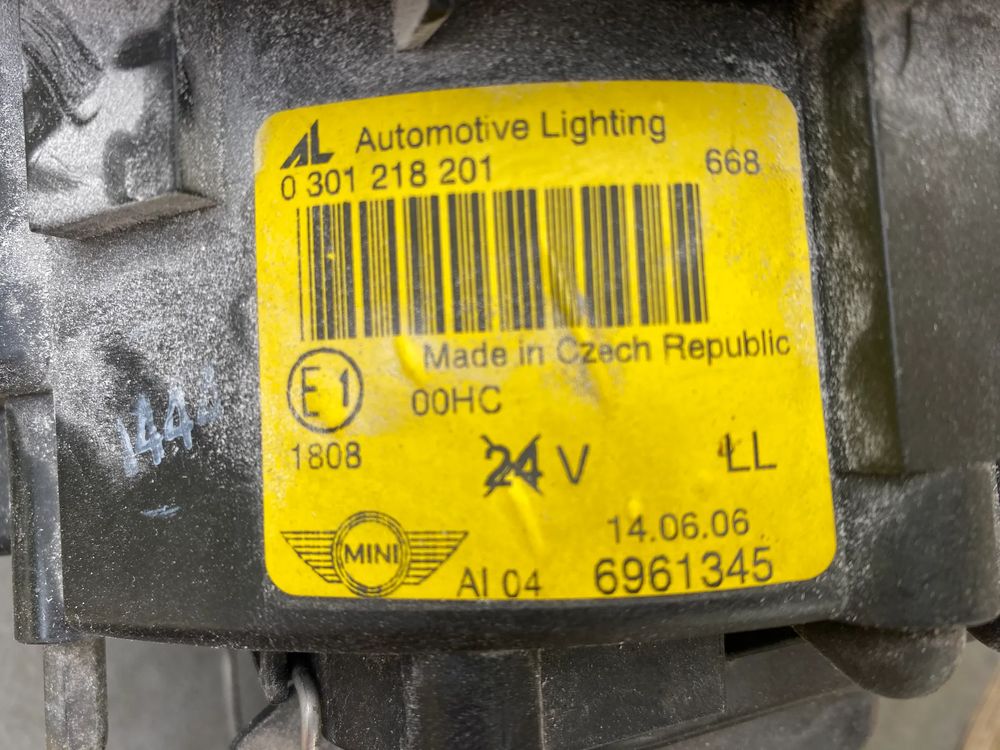 AL Automotive Lighting
0 301 218 201 668
Made in Czech Republic
E1 00HC
1808 24 V LL
14.06.06
MINI AI 04 6961345